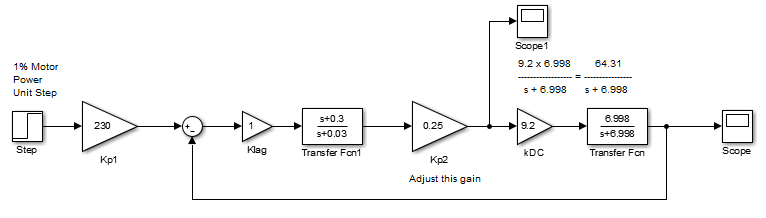 Scope1
1% Motor
Power
Unit Step
9.2 x 6.998 64.31
------------------- = ----------------
s + 6.998 s + 6.998
230
+
−
1
s+0.3
s+0.03
0.25
9.2
6.998
s+6.998
Step
Kp1
Klag
Transfer Fcn1
Kp2
kDC
Transfer Fcn
Scope
Adjust this gain